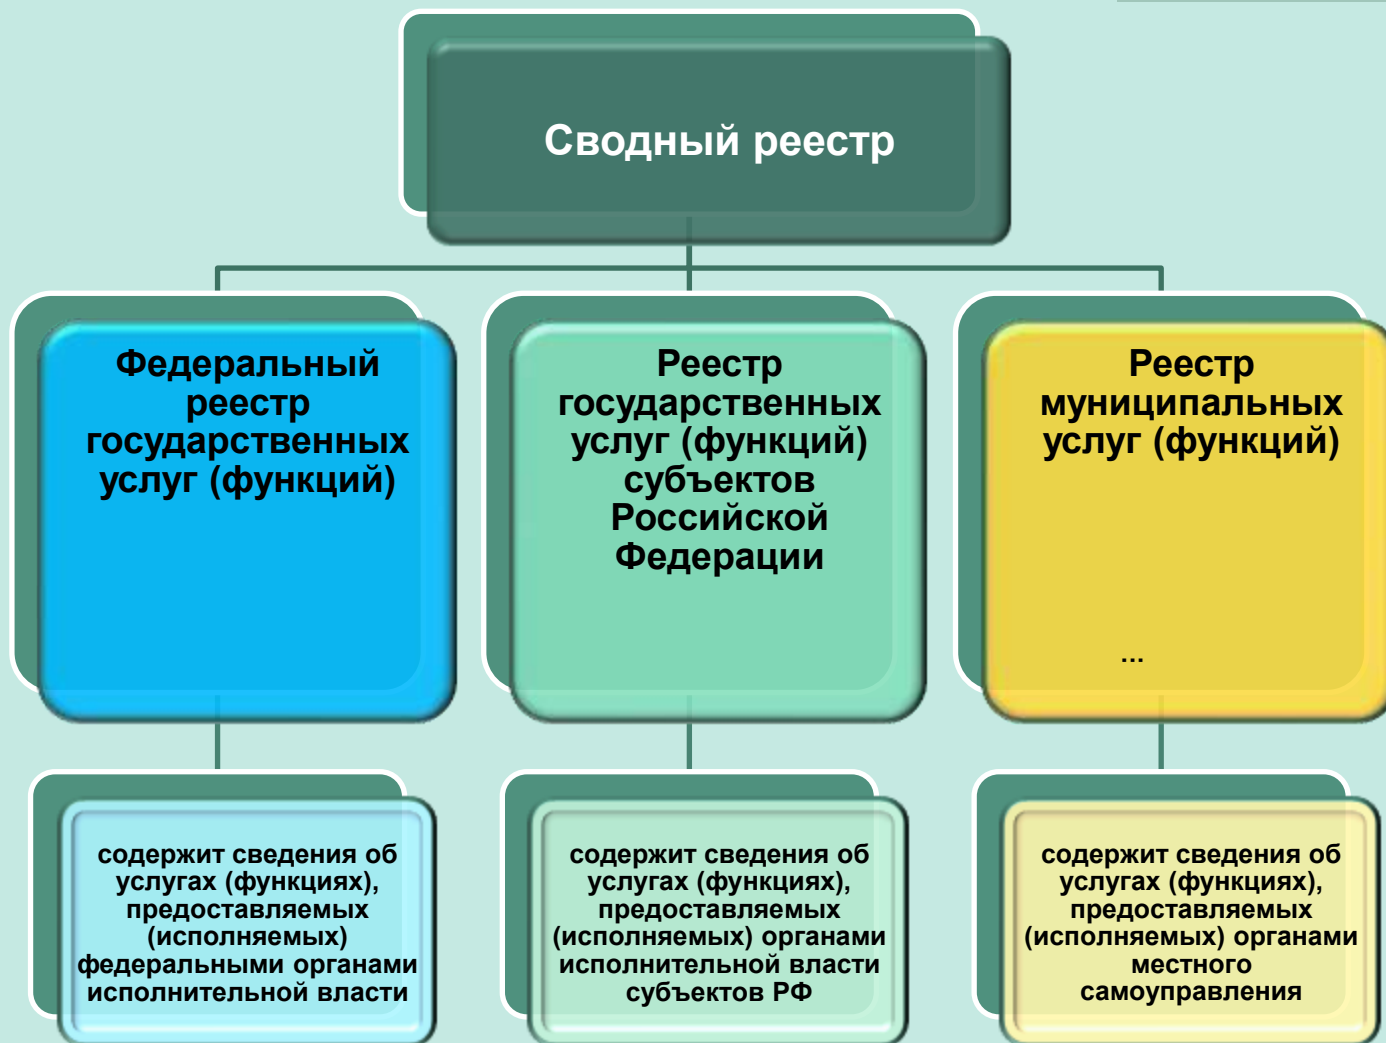 Сводный реестр
Федеральный
реестр
государственных
услуг (функций)
Реестр
государственных
услуг (функций)
субъектов
Российской
Федерации
Реестр
муниципальных
услуг (функций)
...
содержит сведения об
услугах (функциях),
предоставляемых
(исполняемых)
федеральными органами
исполнительной власти
содержит сведения об
услугах (функциях),
предоставляемых
(исполняемых) органами
исполнительной власти
субъектов РФ
содержит сведения об
услугах (функциях),
предоставляемых
(исполняемых) органами
местного
самоуправления